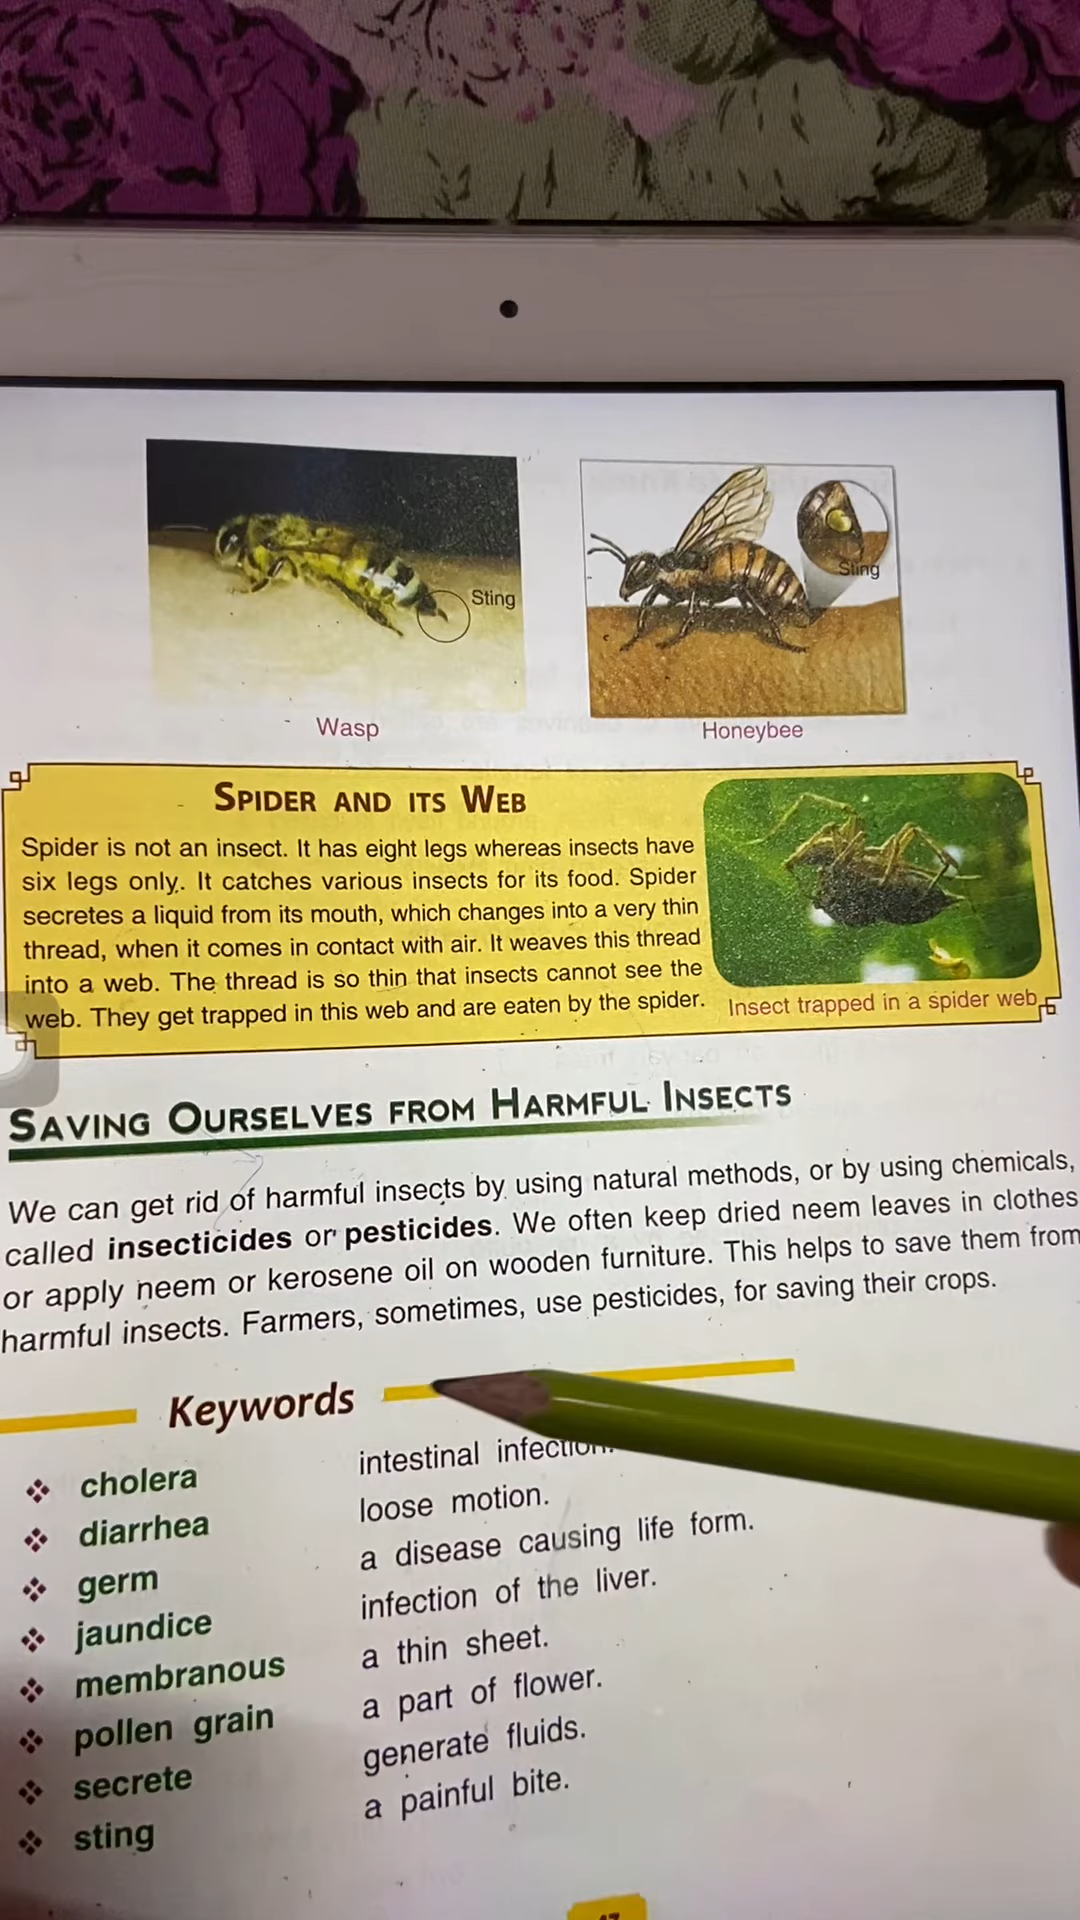 Sting
Sting
Wasp
Honeybee
SPIDER AND ITS WEB
Spider is not an insect. It has eight legs whereas insects have
six legs only. It catches various insects for its food. Spider
secretes a liquid from its mouth, which changes into a very thin
thread, when it comes in contact with air. It weaves this thread
into a web. The thread is so thin that insects cannot see the
web. They get trapped in this web and are eaten by the spider.
Insect trapped in a spider web
SAVING OURSELVES FROM HARMFUL INSECTS
We can get rid of harmful insects by using natural methods, or by using chemicals,
called insecticides or pesticides. We often keep dried neem leaves in clothes
or apply neem or kerosene oil on wooden furniture. This helps to save them from
harmful insects. Farmers, sometimes, use pesticides, for saving their crops.
Keywords
cholera intestinal infection.
diarrhea loose motion.
germ a disease causing life form.
jaundice infection of the liver.
membranous a thin sheet.
pollen grain a part of flower.
secrete generate fluids.
sting a painful bite.